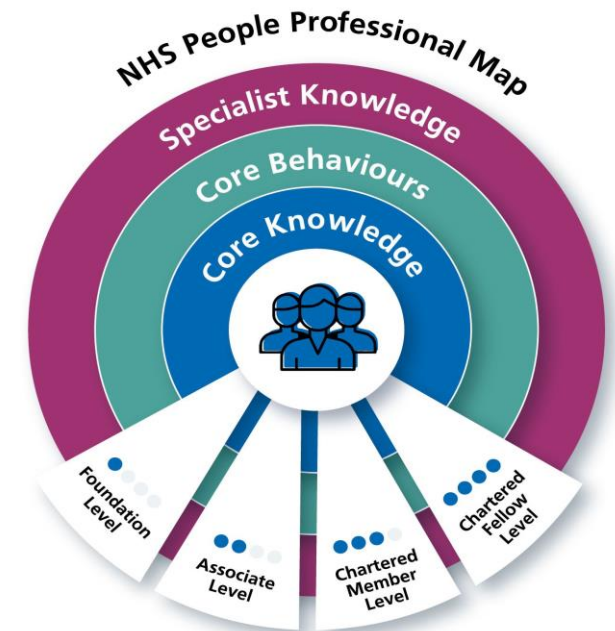 NHS People Professional Map
Specialist Knowledge
Core Behaviours
Core Knowledge
Foundation
Level
Associate
Level
Chartered
Member
Level
Chartered
Fellow
Level